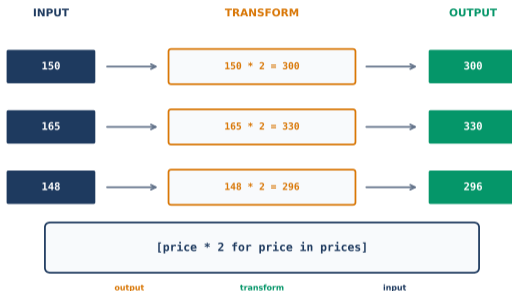 INPUT TRANSFORM OUTPUT
150 150 * 2 = 300 300
165 165 * 2 = 330 330
148 148 * 2 = 296 296
[price * 2 for price in prices]
output transform input